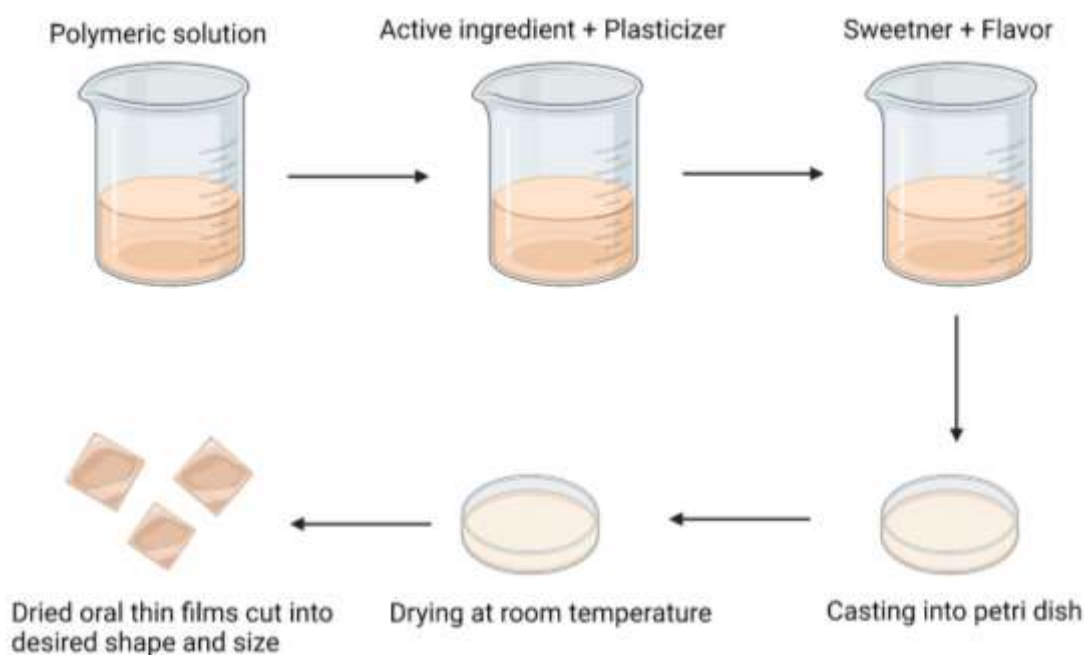 Polymeric solution
Active ingredient + Plasticizer
Sweetner + Flavor
Dried oral thin films cut into
desired shape and size
Drying at room temperature
Casting into petri dish